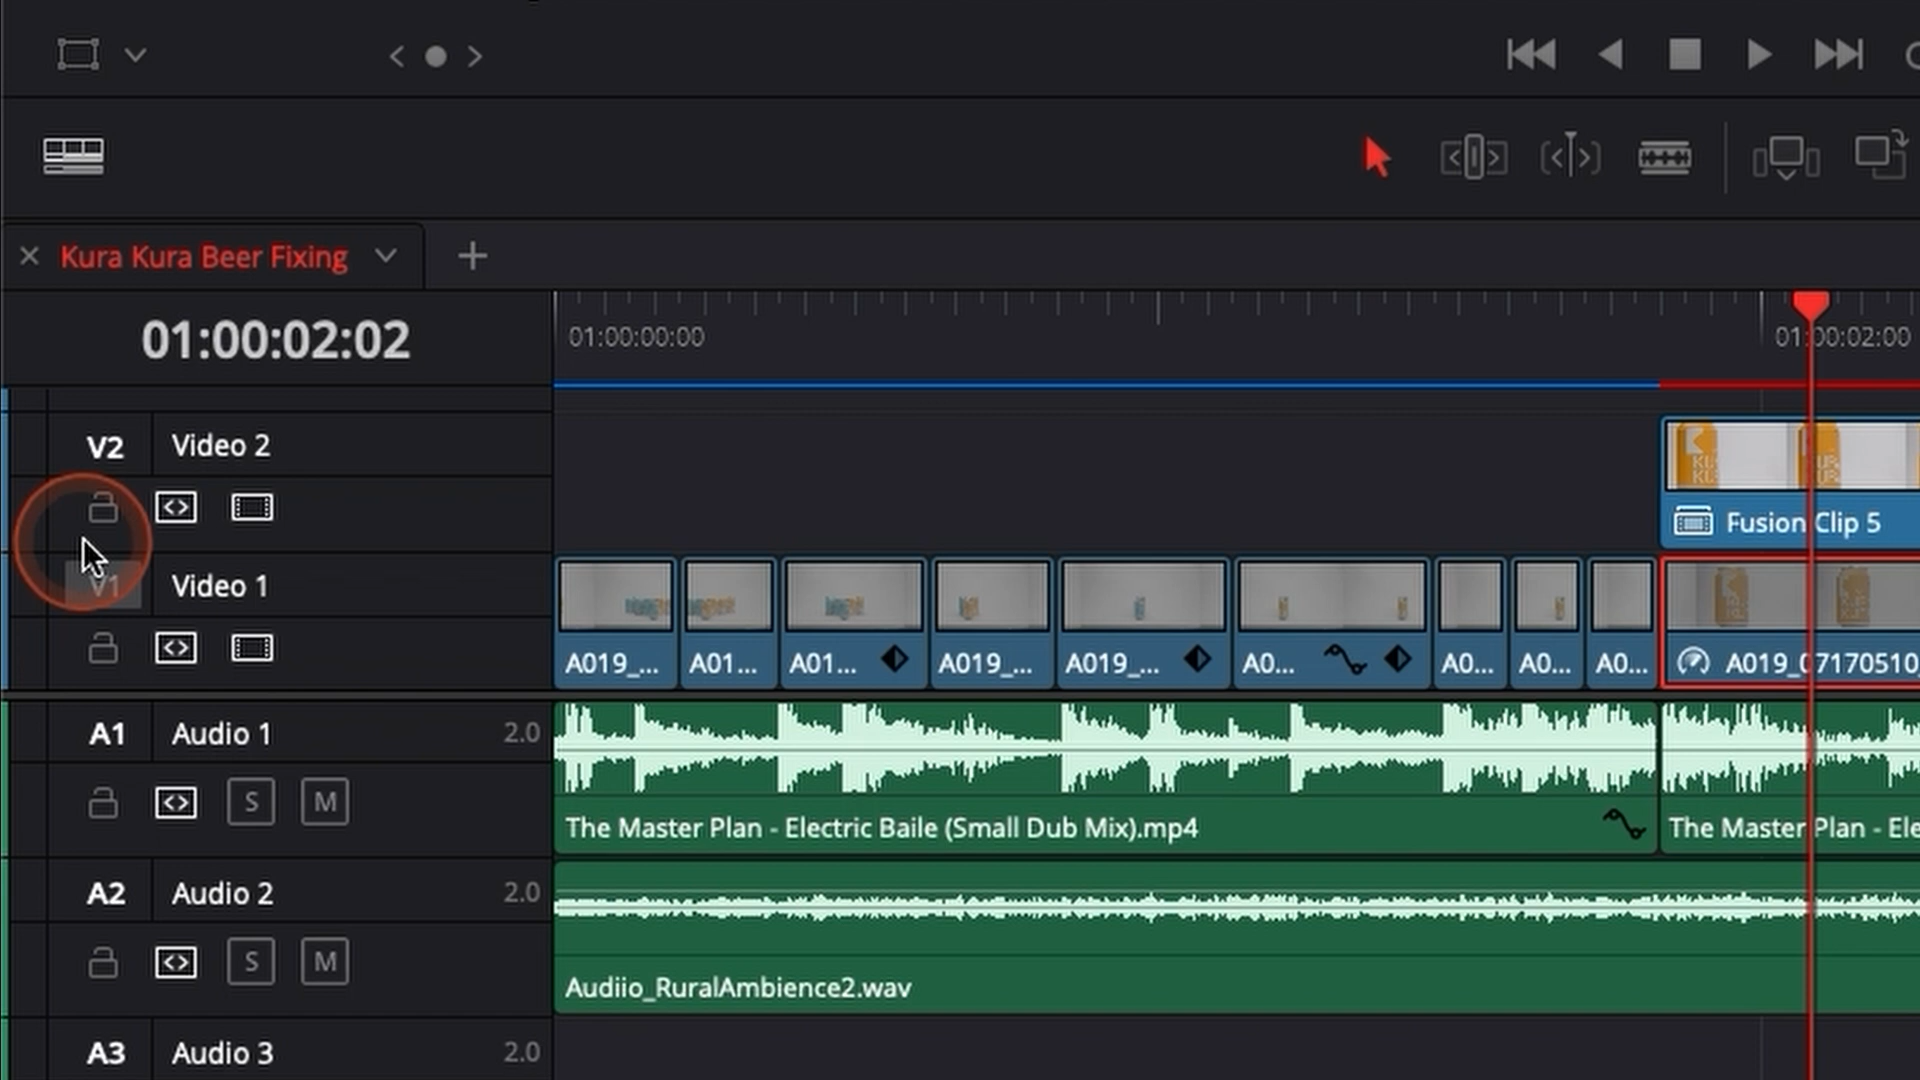 Kura Kura Beer Fixing
01:00:02:02
01:00:00:00
01:00:02:00
V2 Video 2
Fusion Clip 5
V1 Video 1
A019_... A01... A01... A019_... A019_... A0... A0... A0... A0... A019_07170510_
A1 Audio 1 2.0
S M
The Master Plan - Electric Baile (Small Dub Mix).mp4
The Master Plan - Ele
A2 Audio 2 2.0
S M
Audiio_RuralAmbience2.wav
A3 Audio 3 2.0